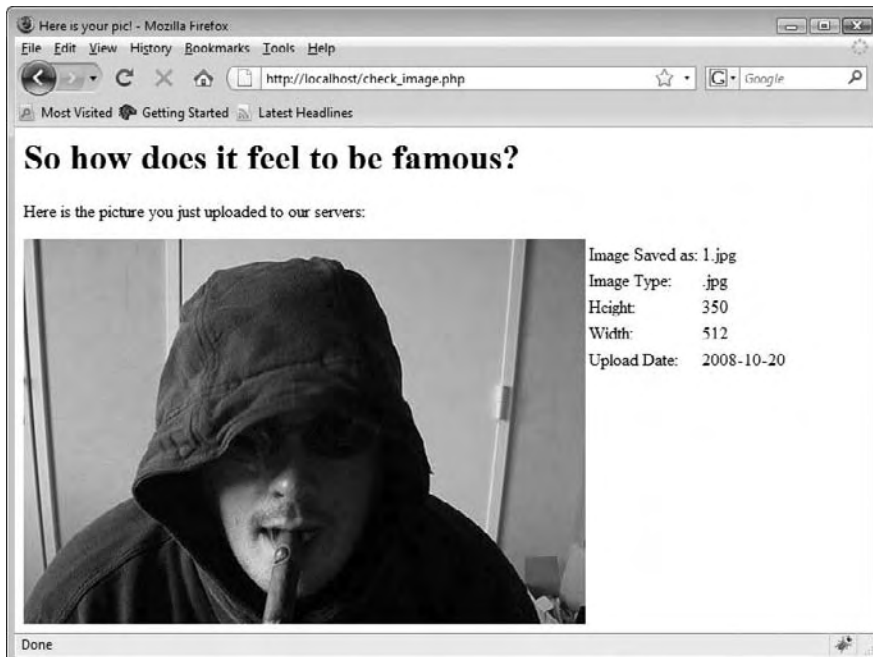 Here is your pic! - Mozilla Firefox
File Edit View History Bookmarks Tools Help
http://localhost/check_image.php
G Google
Most Visited Getting Started Latest Headlines
So how does it feel to be famous?
Here is the picture you just uploaded to our servers:
Image Saved as: 1.jpg
Image Type: .jpg
Height: 350
Width: 512
Upload Date: 2008-10-20
Done